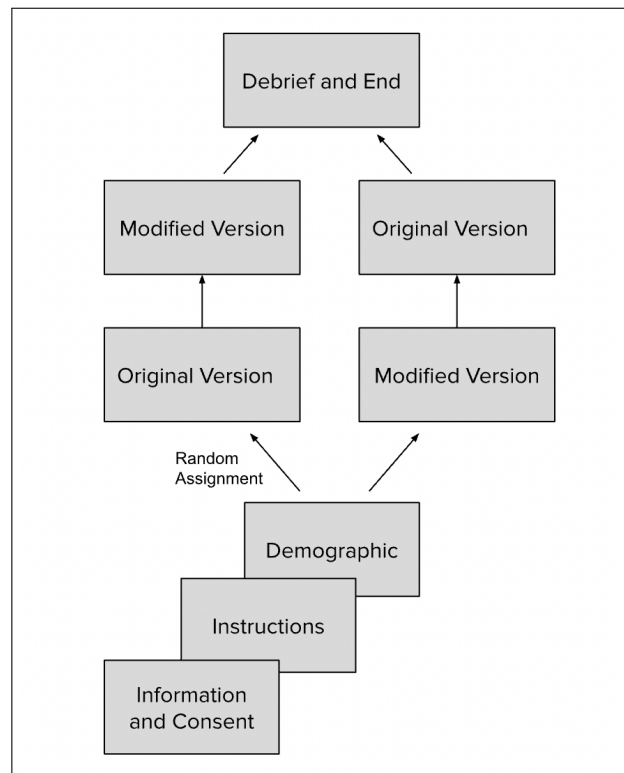 Debrief and End
Modified Version
Original Version
Original Version
Modified Version
Random
Assignment
Demographic
Instructions
Information
and Consent